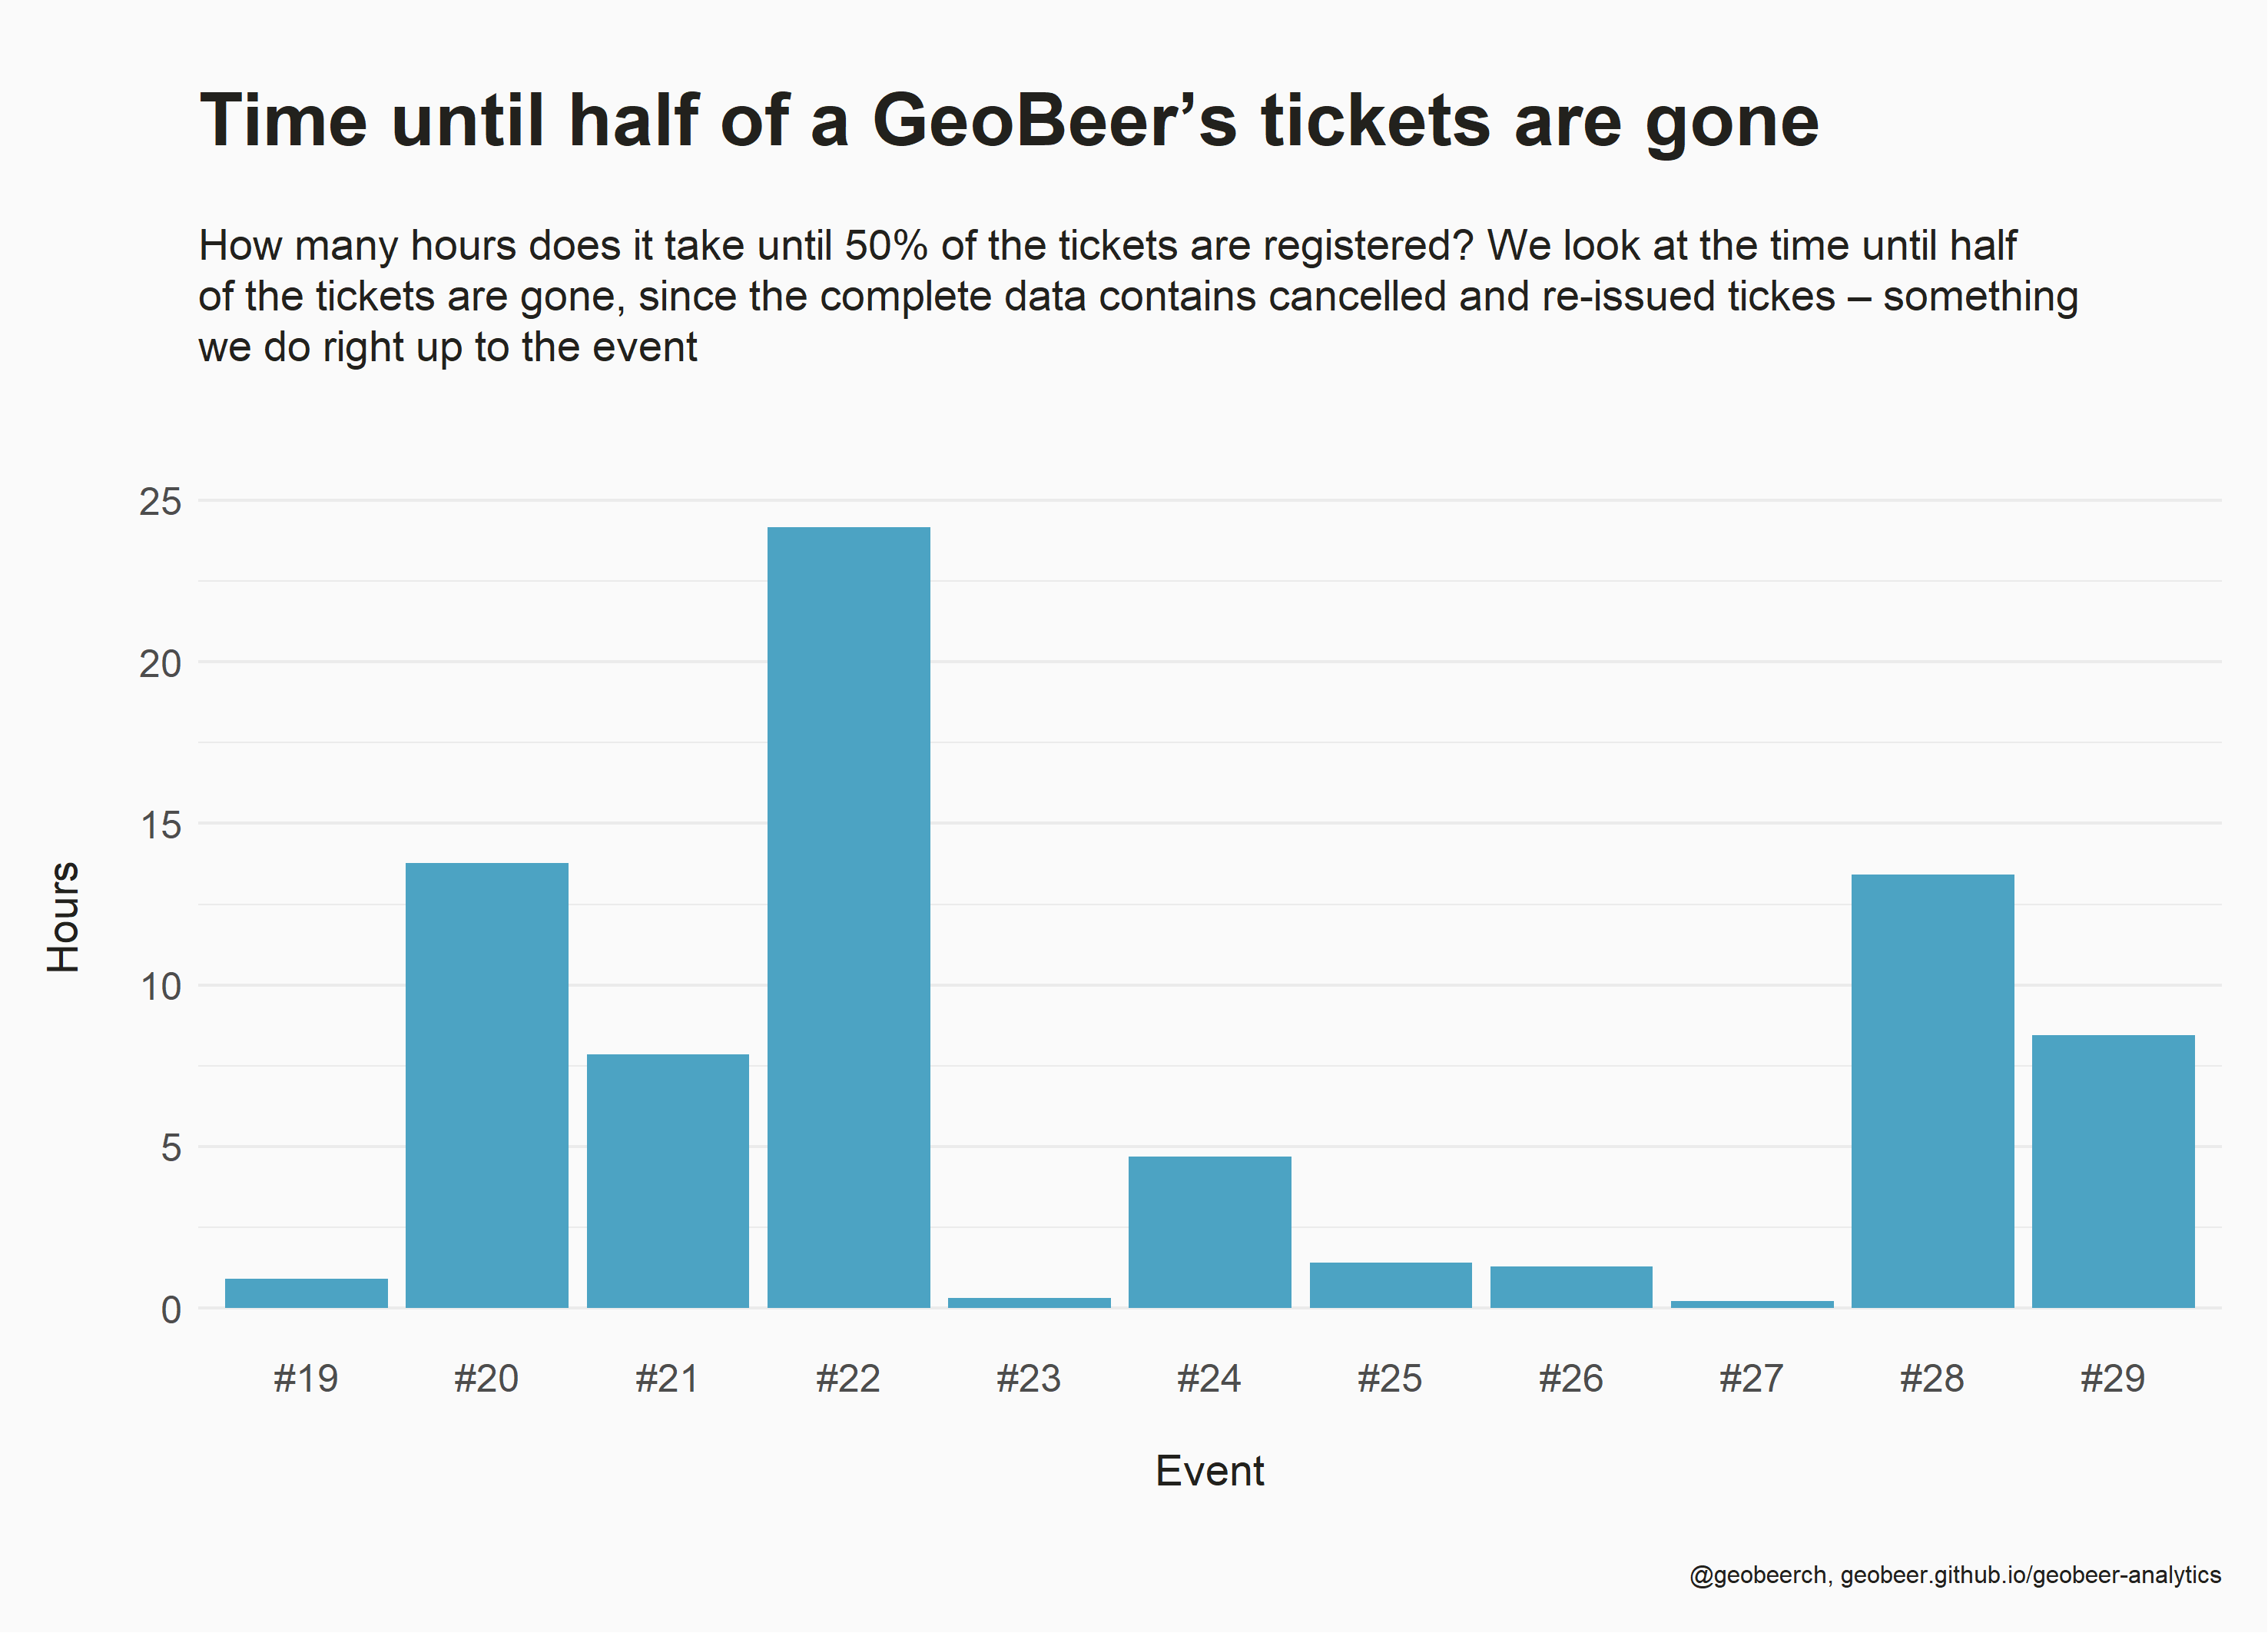 Time until half of a GeoBeer’s tickets are gone
How many hours does it take until 50% of the tickets are registered? We look at the time until half
of the tickets are gone, since the complete data contains cancelled and re-issued tickes – something
we do right up to the event
25
20
15
10
5
0
Hours
#19 #20 #21 #22 #23 #24 #25 #26 #27 #28 #29
Event
@geobeerch, geobeer.github.io/geobeer-analytics